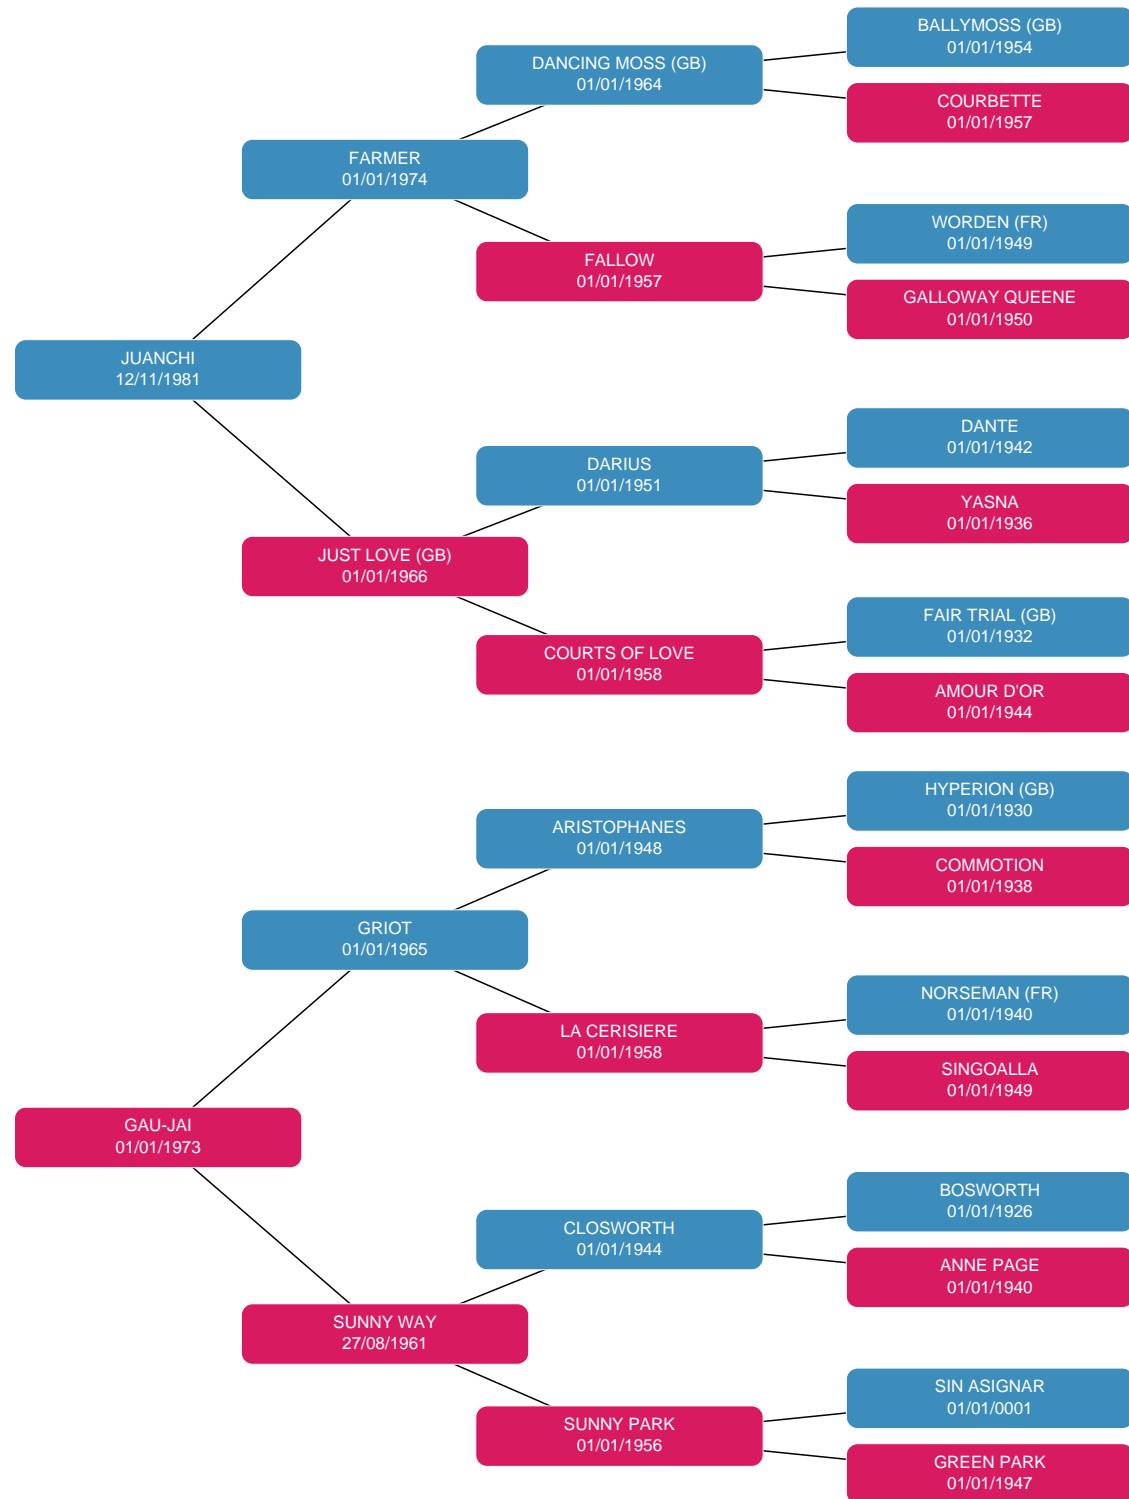 BALLYMOSS (GB)
01/01/1954
DANCING MOSS (GB)
01/01/1964
COURBETTE
01/01/1957
FARMER
01/01/1974
WORDEN (FR)
01/01/1949
FALLOW
01/01/1957
GALLOWAY QUEENE
01/01/1950
JUANCHI
12/11/1981
DANTE
01/01/1942
DARIUS
01/01/1951
YASNA
01/01/1936
JUST LOVE (GB)
01/01/1966
FAIR TRIAL (GB)
01/01/1932
COURTS OF LOVE
01/01/1958
AMOUR D'OR
01/01/1944
HYPERION (GB)
01/01/1930
ARISTOPHANES
01/01/1948
COMMOTION
01/01/1938
GRIOT
01/01/1965
NORSEMAN (FR)
01/01/1940
LA CERISIERE
01/01/1958
SINGOALLA
01/01/1949
GAU-JAI
01/01/1973
BOSWORTH
01/01/1926
CLOSWORTH
01/01/1944
ANNE PAGE
01/01/1940
SUNNY WAY
27/08/1961
SIN ASIGNAR
01/01/0001
SUNNY PARK
01/01/1956
GREEN PARK
01/01/1947